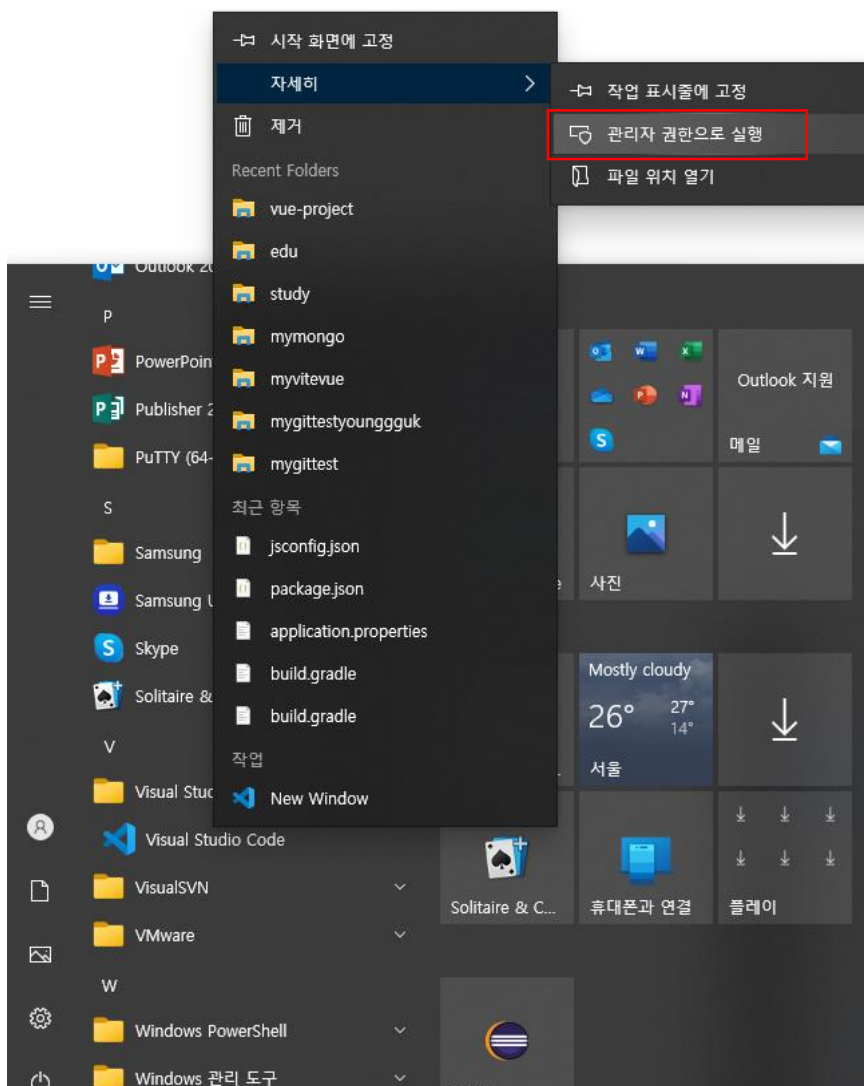 시작 화면에 고정
자세히
제거
Recent Folders
vue-project
edu
study
mymongo
myvitevue
mygittestyounggguk
mygittest
최근 항목
jsconfig.json
package.json
application.properties
build.gradle
build.gradle
작업
New Window
작업 표시줄에 고정
관리자 권한으로 실행
파일 위치 열기
Outlook
P
PowerPoin
Publisher 2
PuTTY (64-
S
Samsung
Samsung U
Skype
Solitaire &
V
Visual Stud
Visual Studio Code
VisualSVN
VMware
W
Windows PowerShell
Windows 관리 도구
Outlook 지원
메일
사진
Mostly cloudy
26° 27°
14°
서울
Solitaire & C...
휴대폰과 연결
플레이